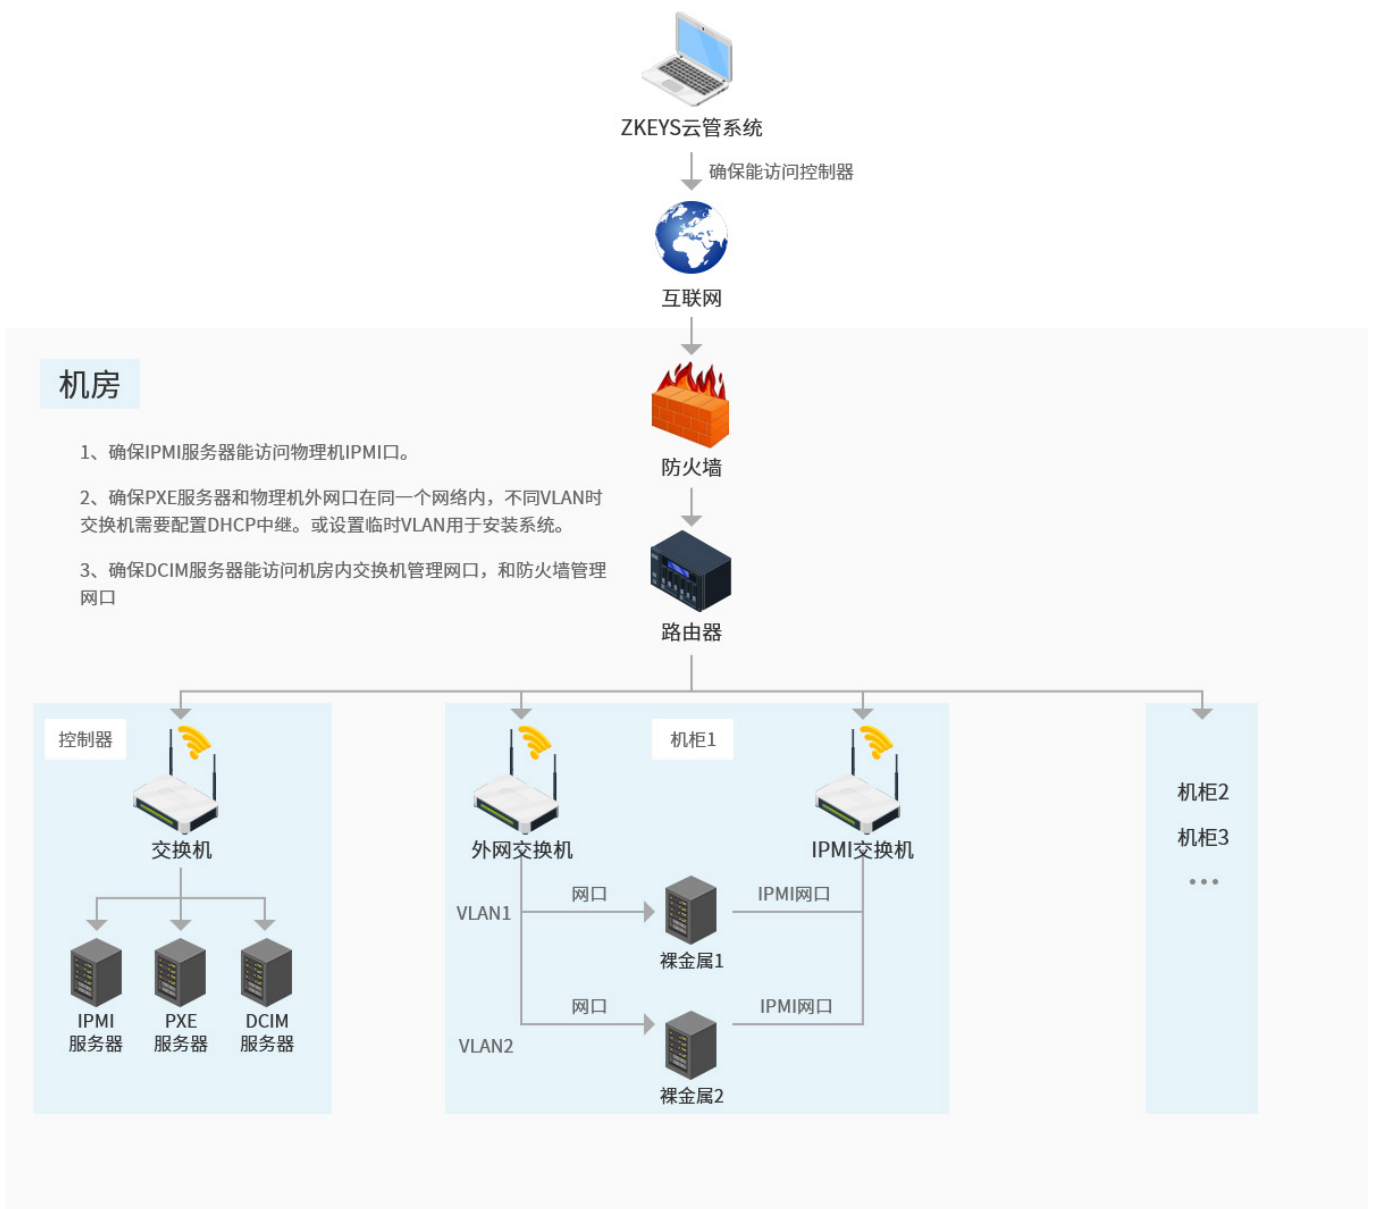 ZKEYS云管系统
确保能访问控制器
互联网
机房
防火墙
1、确保IPMI服务器能访问物理机IPMI口。
2、确保PXE服务器和物理机外网口在同一个网络内，不同VLAN时
交换机需要配置DHCP中继。或设置临时VLAN用于安装系统。
3、确保DCIM服务器能访问机房内交换机管理网口，和防火墙管理
网口
路由器
控制器
机柜1
交换机
外网交换机
IPMI交换机
机柜2
机柜3
...
VLAN1
网口
IPMI网口
裸金属1
网口
IPMI网口
VLAN2
裸金属2
IPMI
服务器
PXE
服务器
DCIM
服务器